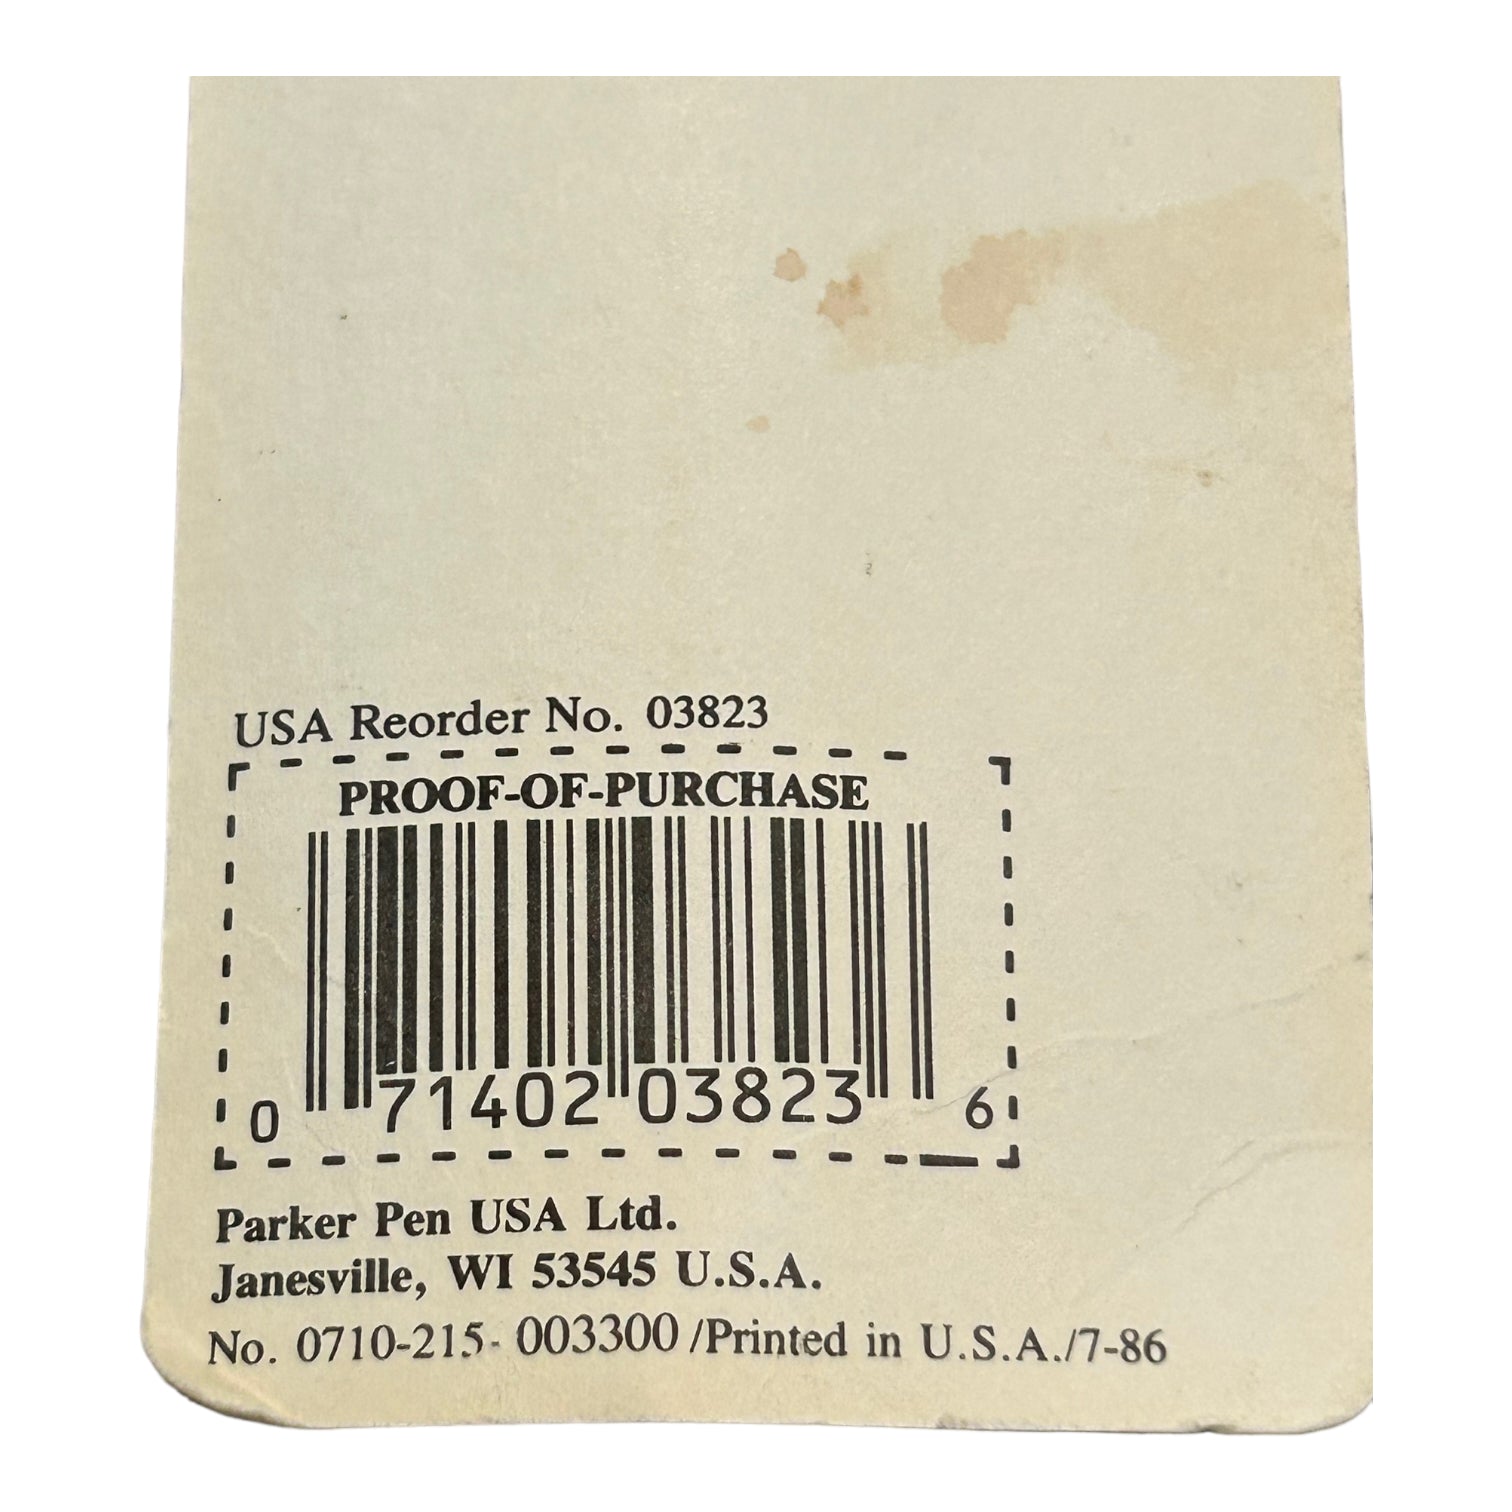 USA Reorder No. 03823
PROOF-OF-PURCHASE
0 71402 03823 6
Parker Pen USA Ltd.
Janesville, WI 53545 U.S.A.
No. 0710-215- 003300 /Printed in U.S.A./7-86